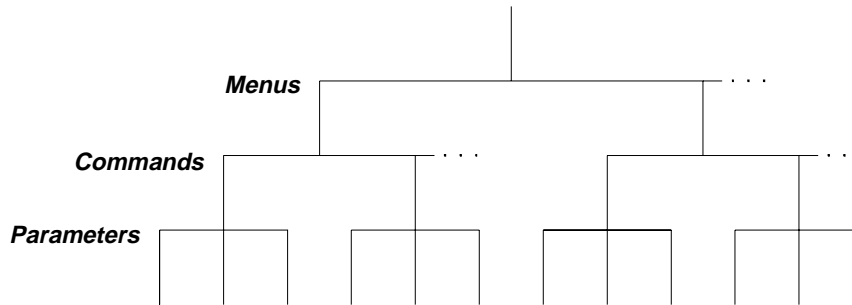 Menus
. . .
Commands
. . .
. . .
Parameters